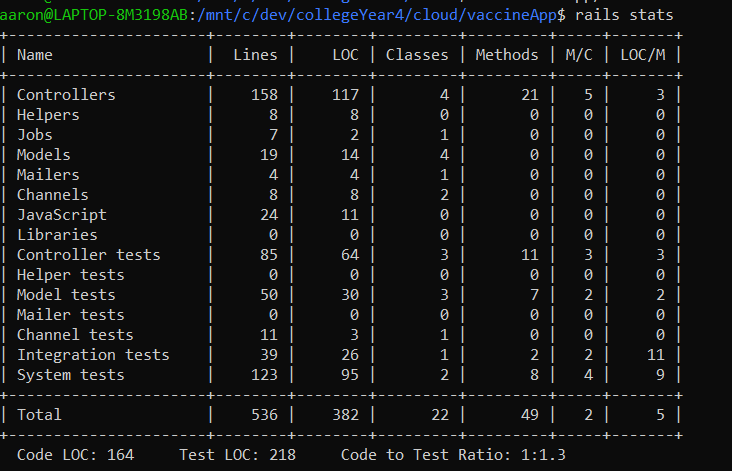 aaron@LAPTOP-8M3198AB:/mnt/c/dev/collegeYear4/cloud/vaccineApp$ rails stats
+----------------------+--------+--------+---------+---------+-----+-------+
| Name                 |  Lines |    LOC | Classes | Methods | M/C | LOC/M |
+----------------------+--------+--------+---------+---------+-----+-------+
| Controllers          |    158 |    117 |       4 |      21 |   5 |     3 |
| Helpers              |      8 |      8 |       0 |       0 |   0 |     0 |
| Jobs                 |      7 |      2 |       1 |       0 |   0 |     0 |
| Models               |     19 |     14 |       4 |       0 |   0 |     0 |
| Mailers              |      4 |      4 |       1 |       0 |   0 |     0 |
| Channels             |      8 |      8 |       2 |       0 |   0 |     0 |
| JavaScript           |     24 |     11 |       0 |       0 |   0 |     0 |
| Libraries            |      0 |      0 |       0 |       0 |   0 |     0 |
| Controller tests     |     85 |     64 |       3 |      11 |   3 |     3 |
| Helper tests         |      0 |      0 |       0 |       0 |   0 |     0 |
| Model tests          |     50 |     30 |       3 |       7 |   2 |     2 |
| Mailer tests         |      0 |      0 |       0 |       0 |   0 |     0 |
| Channel tests        |     11 |      3 |       1 |       0 |   0 |     0 |
| Integration tests    |     39 |     26 |       1 |       2 |   2 |    11 |
| System tests         |    123 |     95 |       2 |       8 |   4 |     9 |
+----------------------+--------+--------+---------+---------+-----+-------+
| Total                |    536 |    382 |      22 |      49 |   2 |     5 |
+----------------------+--------+--------+---------+---------+-----+-------+
  Code LOC: 164     Test LOC: 218     Code to Test Ratio: 1:1.3